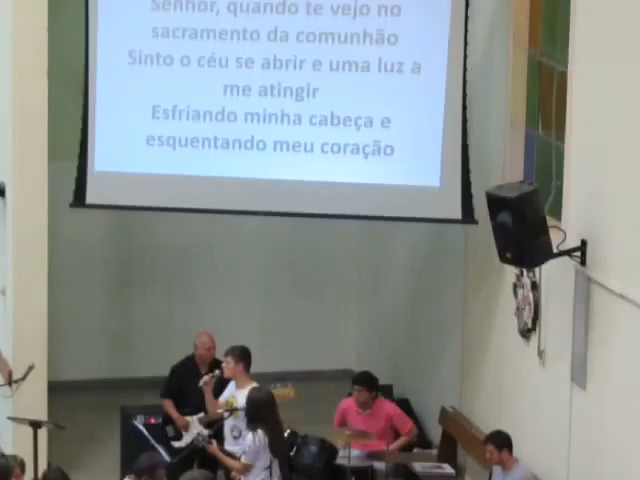 Senhor, quando te vejo no
sacramento da comunhão
Sinto o céu se abrir e uma luz a
me atingir
Esfriando minha cabeça e
esquentando meu coração